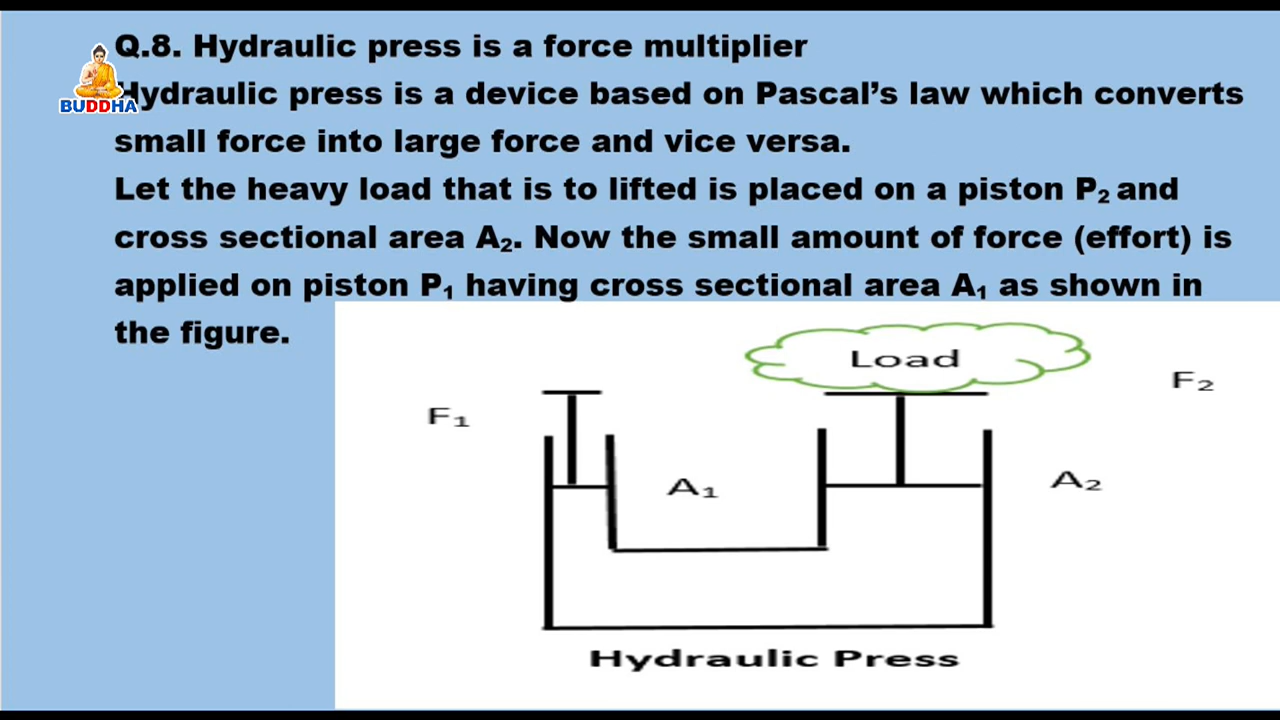 Q.8. Hydraulic press is a force multiplier
Hydraulic press is a device based on Pascal’s law which converts
small force into large force and vice versa.
Let the heavy load that is to lifted is placed on a piston P₂ and
cross sectional area A₂. Now the small amount of force (effort) is
applied on piston P₁ having cross sectional area A₁ as shown in
the figure.
BUDDHA
Load
F₂
F₁
A₁
A₂
Hydraulic Press